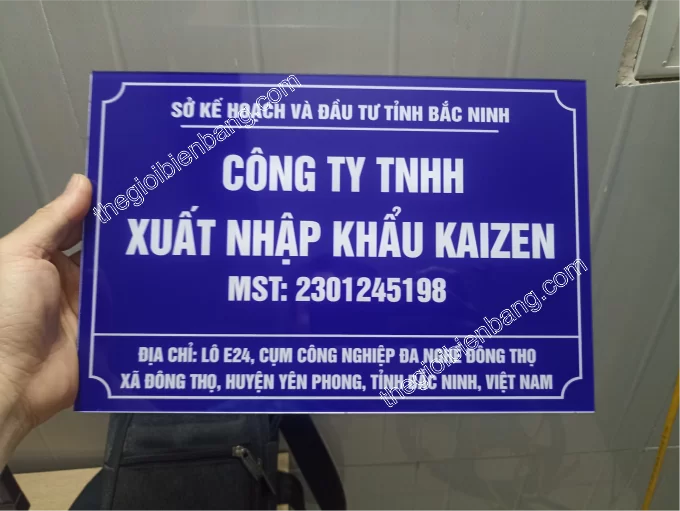 SỞ KẾ HOẠCH VÀ ĐẦU TƯ TỈNH BẮC NINH
CÔNG TY TNHH
XUẤT NHẬP KHẨU KAIZEN
MST: 2301245198
ĐỊA CHỈ: LÔ E24, CỤM CÔNG NGHIỆP ĐA NGHỀ ĐÔNG THỌ
XÃ ĐÔNG THỌ, HUYỆN YÊN PHONG, TỈNH BẮC NINH, VIỆT NAM
thegioibienbang.com
thegioibienbang.com